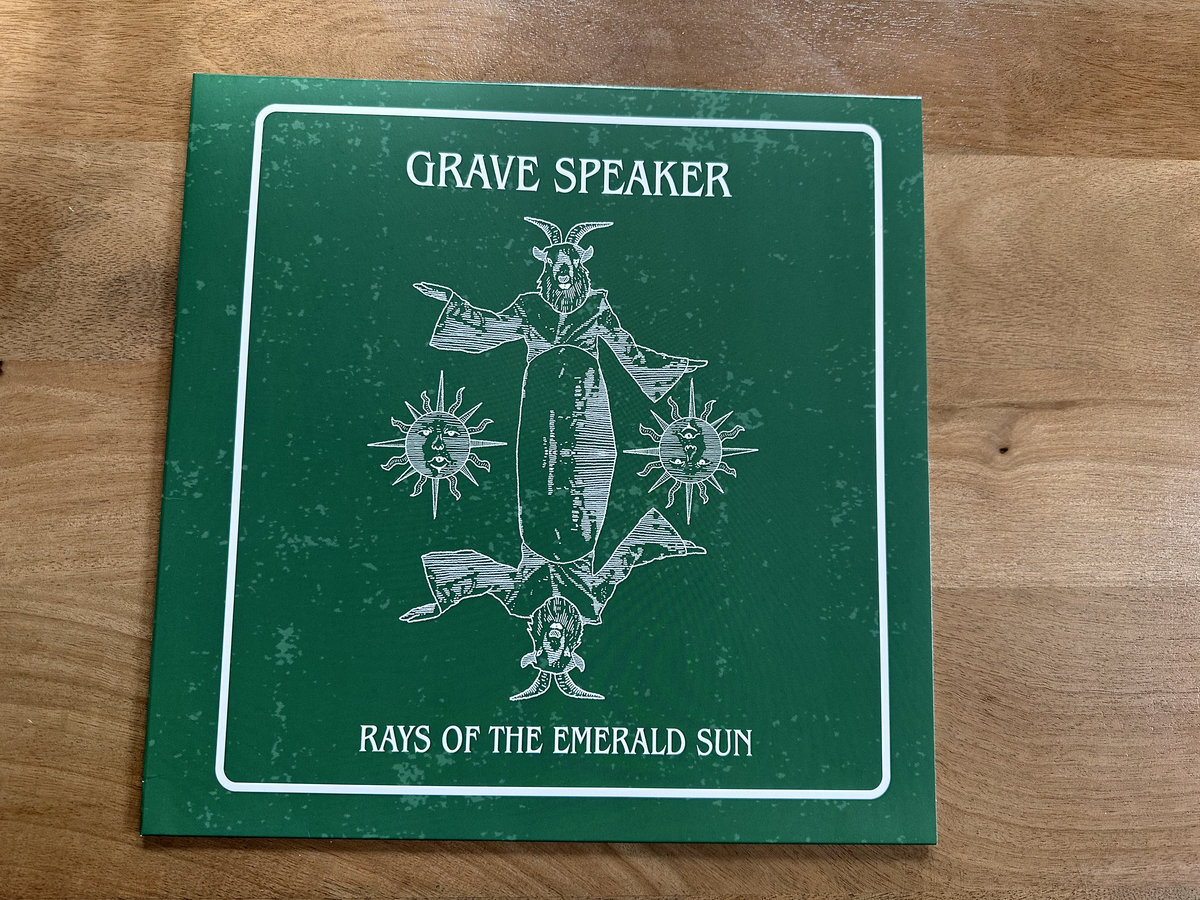 GRAVE SPEAKER
RAYS OF THE EMERALD SUN